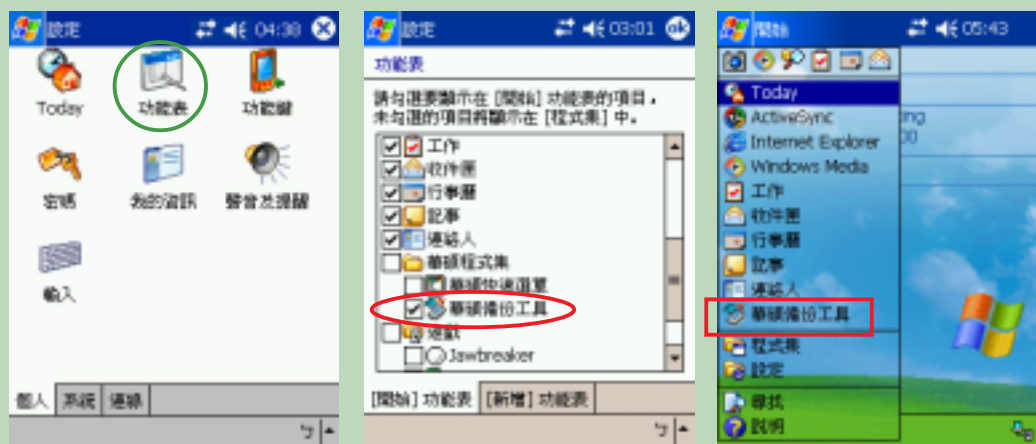 設定 04:38
Today 功能表 功能鍵
密碼 我的資訊 聲音及提醒
輸入
個人 系統 連線
ㄅ
設定 03:01 ok
功能表
請勾選要顯示在 [開始] 功能表的項目，
未勾選的項目將顯示在 [程式集] 中。
工作
收件匣
行事曆
記事
連絡人
華碩程式集
華碩快速選單
華碩備份工具
遊戲
Jawbreaker
[開始] 功能表 [新增] 功能表
ㄅ
開始 05:43
Today
ActiveSync
Internet Explorer
Windows Media
工作
收件匣
行事曆
記事
連絡人
華碩備份工具
程式集
設定
尋找
說明